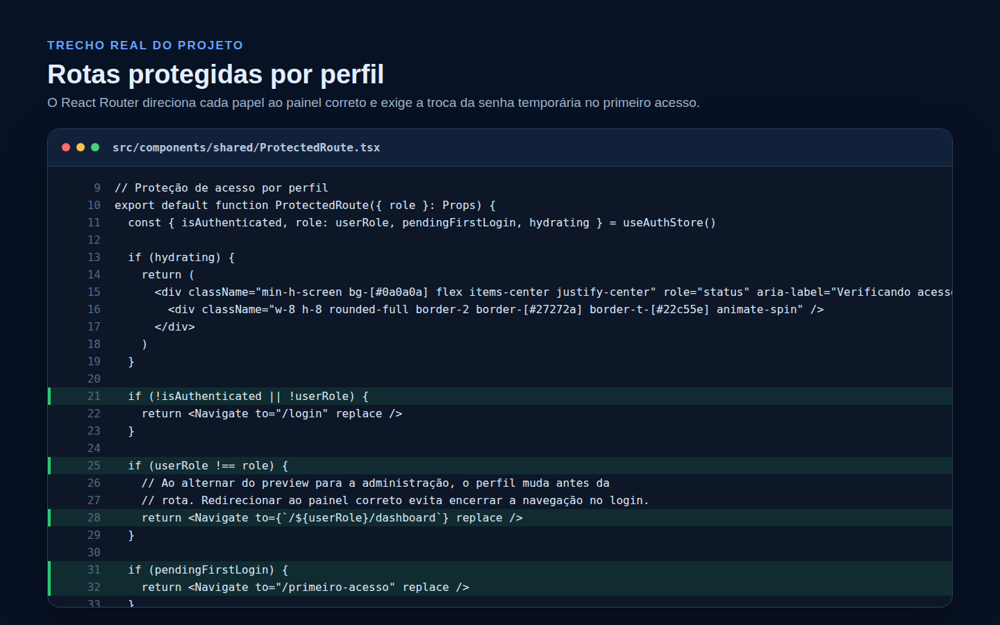 TRECHO REAL DO PROJETO
Rotas protegidas por perfil
O React Router direciona cada papel ao painel correto e exige a troca da senha temporária no primeiro acesso.
src/components/shared/ProtectedRoute.tsx
9 // Proteção de acesso por perfil
10 export default function ProtectedRoute({ role }: Props) {
11 const { isAuthenticated, role: userRole, pendingFirstLogin, hydrating } = useAuthStore()
12
13 if (hydrating) {
14 return (
15 <div className="min-h-screen bg-[#0a0a0a] flex items-center justify-center" role="status" aria-label="Verificando acesso
16 <div className="w-8 h-8 rounded-full border-2 border-[#27272a] border-t-[#22c55e] animate-spin" />
17 </div>
18 )
19 }
20
21 if (!isAuthenticated || !userRole) {
22 return <Navigate to="/login" replace />
23 }
24
25 if (userRole !== role) {
26 // Ao alternar do preview para a administração, o perfil muda antes da
27 // rota. Redirecionar ao painel correto evita encerrar a navegação no login.
28 return <Navigate to={`/${userRole}/dashboard`} replace />
29 }
30
31 if (pendingFirstLogin) {
32 return <Navigate to="/primeiro-acesso" replace />
33 }